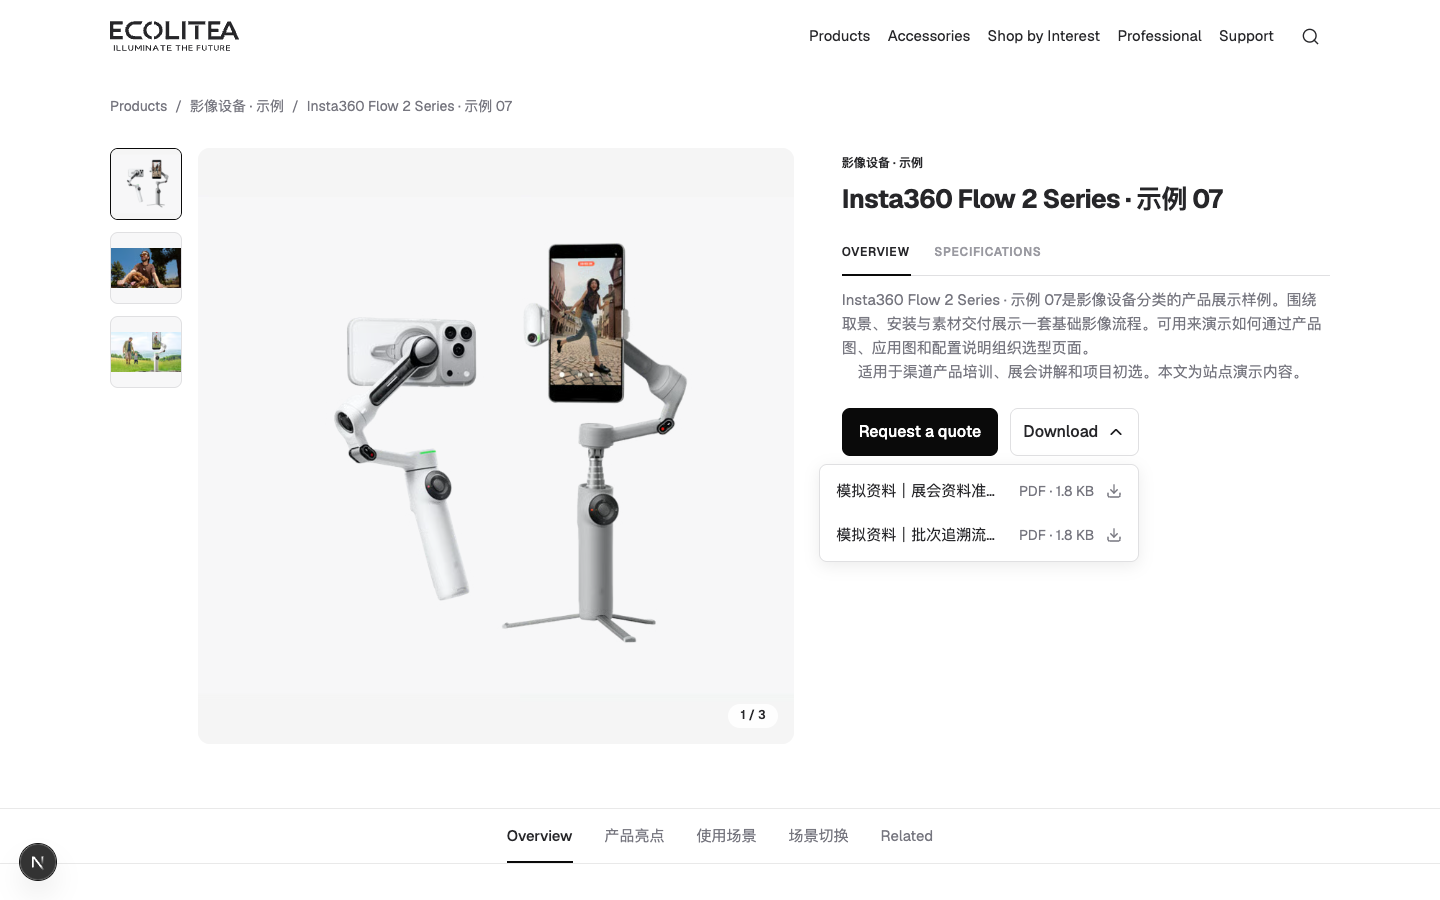 ECOLITEA
ILLUMINATE THE FUTURE
Products Accessories Shop by Interest Professional Support
Products / 影像设备 · 示例 / Insta360 Flow 2 Series · 示例 07
影像设备 · 示例
Insta360 Flow 2 Series · 示例 07
OVERVIEW SPECIFICATIONS
Insta360 Flow 2 Series · 示例 07是影像设备分类的产品展示样例。围绕
取景、安装与素材交付展示一套基础影像流程。可用来演示如何通过产品
图、应用图和配置说明组织选型页面。
适用于渠道产品培训、展会讲解和项目初选。本文为站点演示内容。
Request a quote Download
模拟资料｜展会资料准... PDF · 1.8 KB
模拟资料｜批次追溯流... PDF · 1.8 KB
1 / 3
Overview 产品亮点 使用场景 场景切换 Related
N